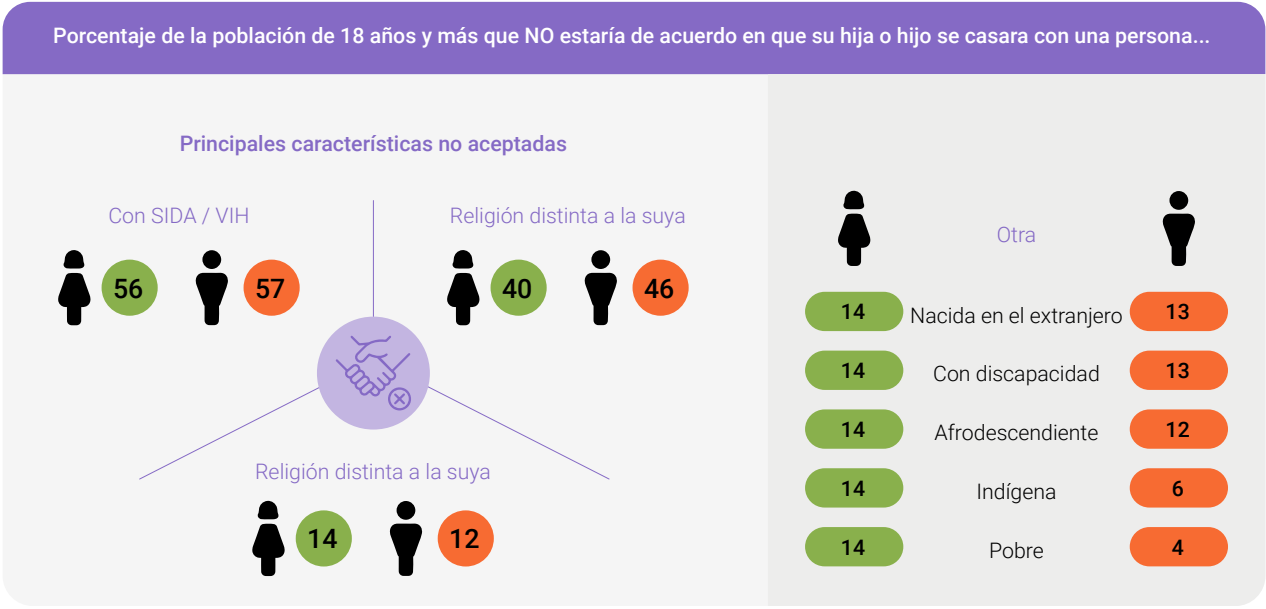 Porcentaje de la población de 18 años y más que NO estaría de acuerdo en que su hija o hijo se casara con una persona...
Principales características no aceptadas
Con SIDA / VIH
56
57
Religión distinta a la suya
40
46
Religión distinta a la suya
14
12
Otra
14 Nacida en el extranjero 13
14 Con discapacidad 13
14 Afrodescendiente 12
14 Indígena 6
14 Pobre 4